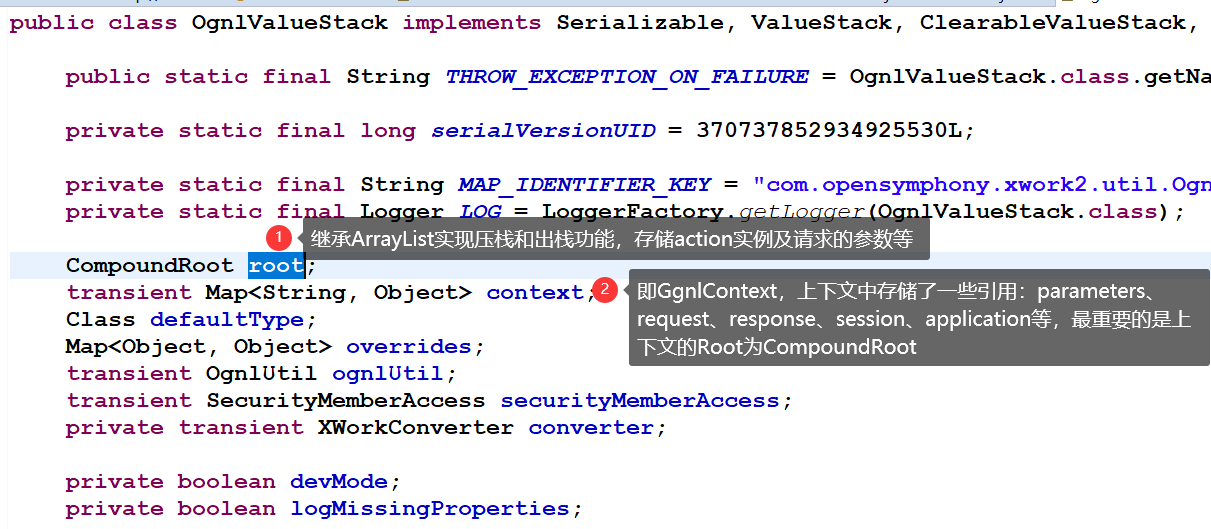 public class OgnlValueStack implements Serializable, ValueStack, ClearableValueStack,
public static final String THROW_EXCEPTION_ON_FAILURE = OgnlValueStack.class.getNa
private static final long serialVersionUID = 370737852934925530L;
private static final String MAP_IDENTIFIER_KEY = "com.opensymphony.xwork2.util.Ogn
private static final Logger LOG = LoggerFactory.getLogger(OgnlValueStack.class);
1 继承ArrayList实现压栈和出栈功能，存储action实例及请求的参数等
CompoundRoot root;
transient Map<String, Object> context;
2 即GgnlContext，上下文中存储了一些引用：parameters、
request、response、session、application等，最重要的是上
下文的Root为CompoundRoot
Class defaultType;
Map<Object, Object> overrides;
transient OgnlUtil ognlUtil;
transient SecurityMemberAccess securityMemberAccess;
private transient XWorkConverter converter;
private boolean devMode;
private boolean logMissingProperties;